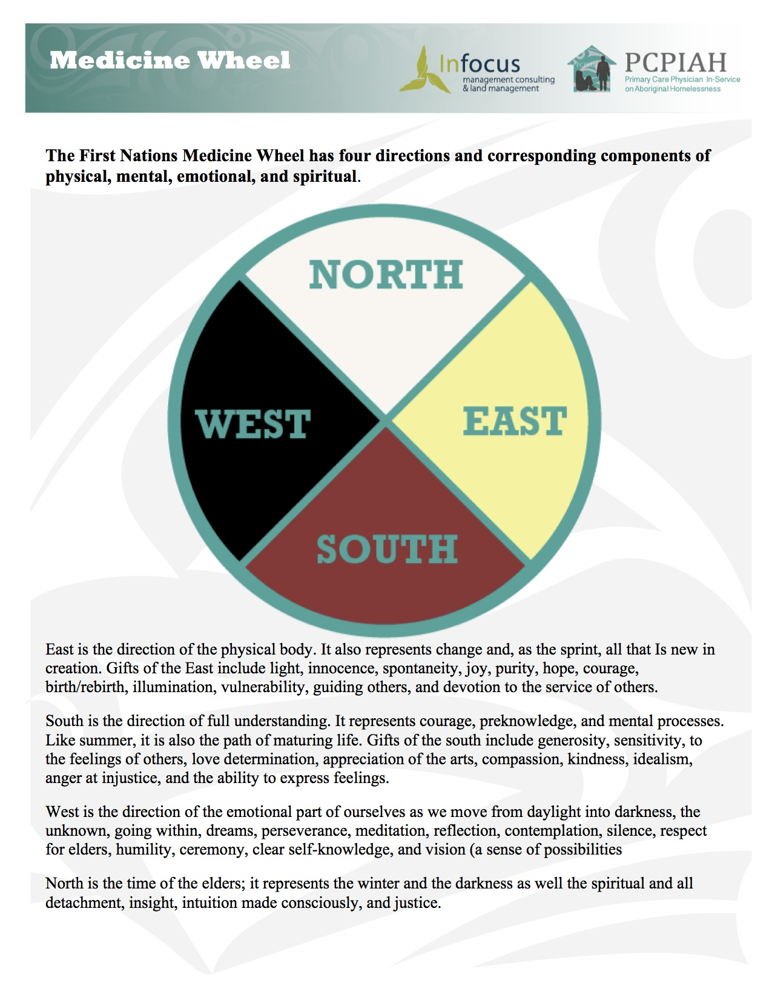 Medicine Wheel
Infocus
management consulting
& land management
PCPIAH
PCPIAH
Primary Care Physician In-Service
on Aboriginal Homelessness
The First Nations Medicine Wheel has four directions and corresponding components of
physical, mental, emotional, and spiritual.
NORTH
WEST
EAST
SOUTH
East is the direction of the physical body. It also represents change and, as the sprint, all that Is new in
creation. Gifts of the East include light, innocence, spontaneity, joy, purity, hope, courage,
birth/rebirth, illumination, vulnerability, guiding others, and devotion to the service of others.
South is the direction of full understanding. It represents courage, preknowledge, and mental processes.
Like summer, it is also the path of maturing life. Gifts of the south include generosity, sensitivity, to
the feelings of others, love determination, appreciation of the arts, compassion, kindness, idealism,
anger at injustice, and the ability to express feelings.
West is the direction of the emotional part of ourselves as we move from daylight into darkness, the
unknown, going within, dreams, perseverance, meditation, reflection, contemplation, silence, respect
for elders, humility, ceremony, clear self-knowledge, and vision (a sense of possibilities
North is the time of the elders; it represents the winter and the darkness as well the spiritual and all
detachment, insight, intuition made consciously, and justice.